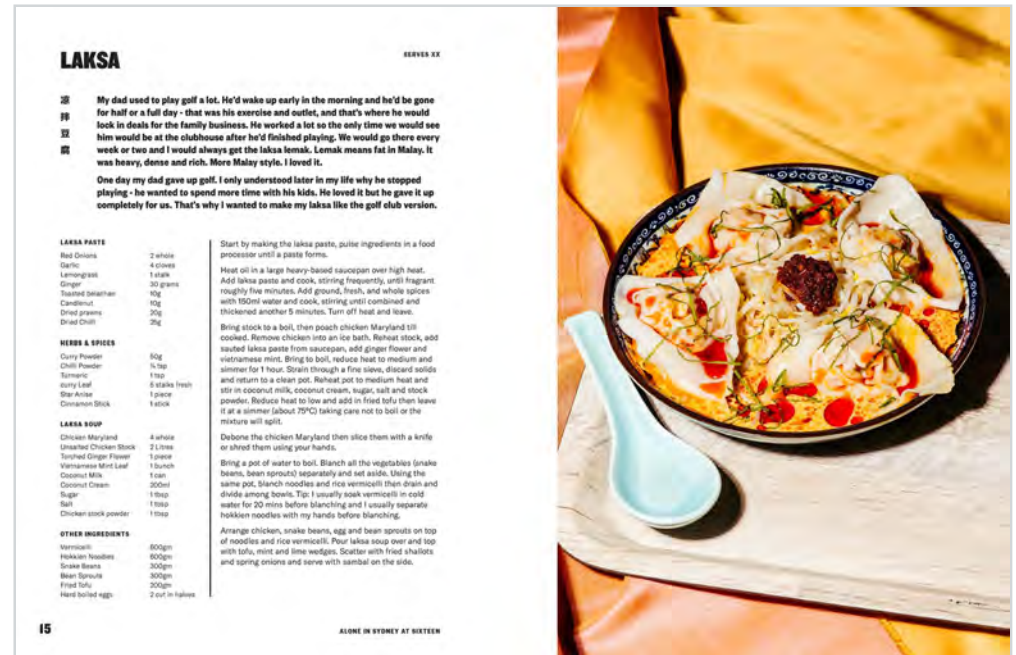 LAKSA
SERVES XX
凉
拌
豆
腐
My dad used to play golf a lot. He'd wake up early in the morning and he'd be gone
for half or a full day - that was his exercise and outlet, and that's where he would
lock in deals for the family business. He worked a lot so the only time we would see
him would be at the clubhouse after he'd finished playing. We would go there every
week or two and I would always get the laksa lemak. Lemak means fat in Malay. It
was heavy, dense and rich. More Malay style. I loved it.
One day my dad gave up golf. I only understood later in my life why he stopped
playing - he wanted to spend more time with his kids. He loved it but he gave it up
completely for us. That's why I wanted to make my laksa like the golf club version.
LAKSA PASTE
Red Onions 2 whole
Garlic 4 cloves
Lemongrass 1 stalk
Ginger 30 grams
Toasted belachan 10g
Candlenut 10g
Dried prawns 20g
Dried Chilli 35g
HERBS & SPICES
Curry Powder 50g
Chilli Powder ½ tsp
Turmeric 1 tsp
curry Leaf 6 stalks fresh
Star Anise 1 piece
Cinnamon Stick 1 stick
LAKSA SOUP
Chicken Maryland 4 whole
Unsalted Chicken Stock 2 Litres
Torched Ginger Flower 1 piece
Vietnamese Mint Leaf 1 bunch
Coconut Milk 1 can
Coconut Cream 200ml
Sugar 1 tbsp
Salt 1 tbsp
Chicken stock powder 1 tbsp
OTHER INGREDIENTS
Vermicelli 600gm
Hokkien Noodles 600gm
Snake Beans 300gm
Bean Sprouts 300gm
Fried Tofu 200gm
Hard boiled eggs 2 cut in halves
Start by making the laksa paste, pulse ingredients in a food
processor until a paste forms.
Heat oil in a large heavy-based saucepan over high heat.
Add laksa paste and cook, stirring frequently, until fragrant
roughly five minutes. Add ground, fresh, and whole spices
with 150ml water and cook, stirring until combined and
thickened another 5 minutes. Turn off heat and leave.
Bring stock to a boil, then poach chicken Maryland till
cooked. Remove chicken into an ice bath. Reheat stock, add
sauted laksa paste from saucepan, add ginger flower and
vietnamese mint. Bring to boil, reduce heat to medium and
simmer for 1 hour. Strain through a fine sieve, discard solids
and return to a clean pot. Reheat pot to medium heat and
stir in coconut milk, coconut cream, sugar, salt and stock
powder. Reduce heat to low and add in fried tofu then leave
it at a simmer (about 75ºC) taking care not to boil or the
mixture will split.
Debone the chicken Maryland then slice them with a knife
or shred them using your hands.
Bring a pot of water to boil. Blanch all the vegetables (snake
beans, bean sprouts) separately and set aside. Using the
same pot, blanch noodles and rice vermicelli then drain and
divide among bowls. Tip: I usually soak vermicelli in cold
water for 20 mins before blanching and I usually separate
hokkien noodles with my hands before blanching.
Arrange chicken, snake beans, egg and bean sprouts on top
of noodles and rice vermicelli. Pour laksa soup over and top
with tofu, mint and lime wedges. Scatter with fried shallots
and spring onions and serve with sambal on the side.
15
ALONE IN SYDNEY AT SIXTEEN